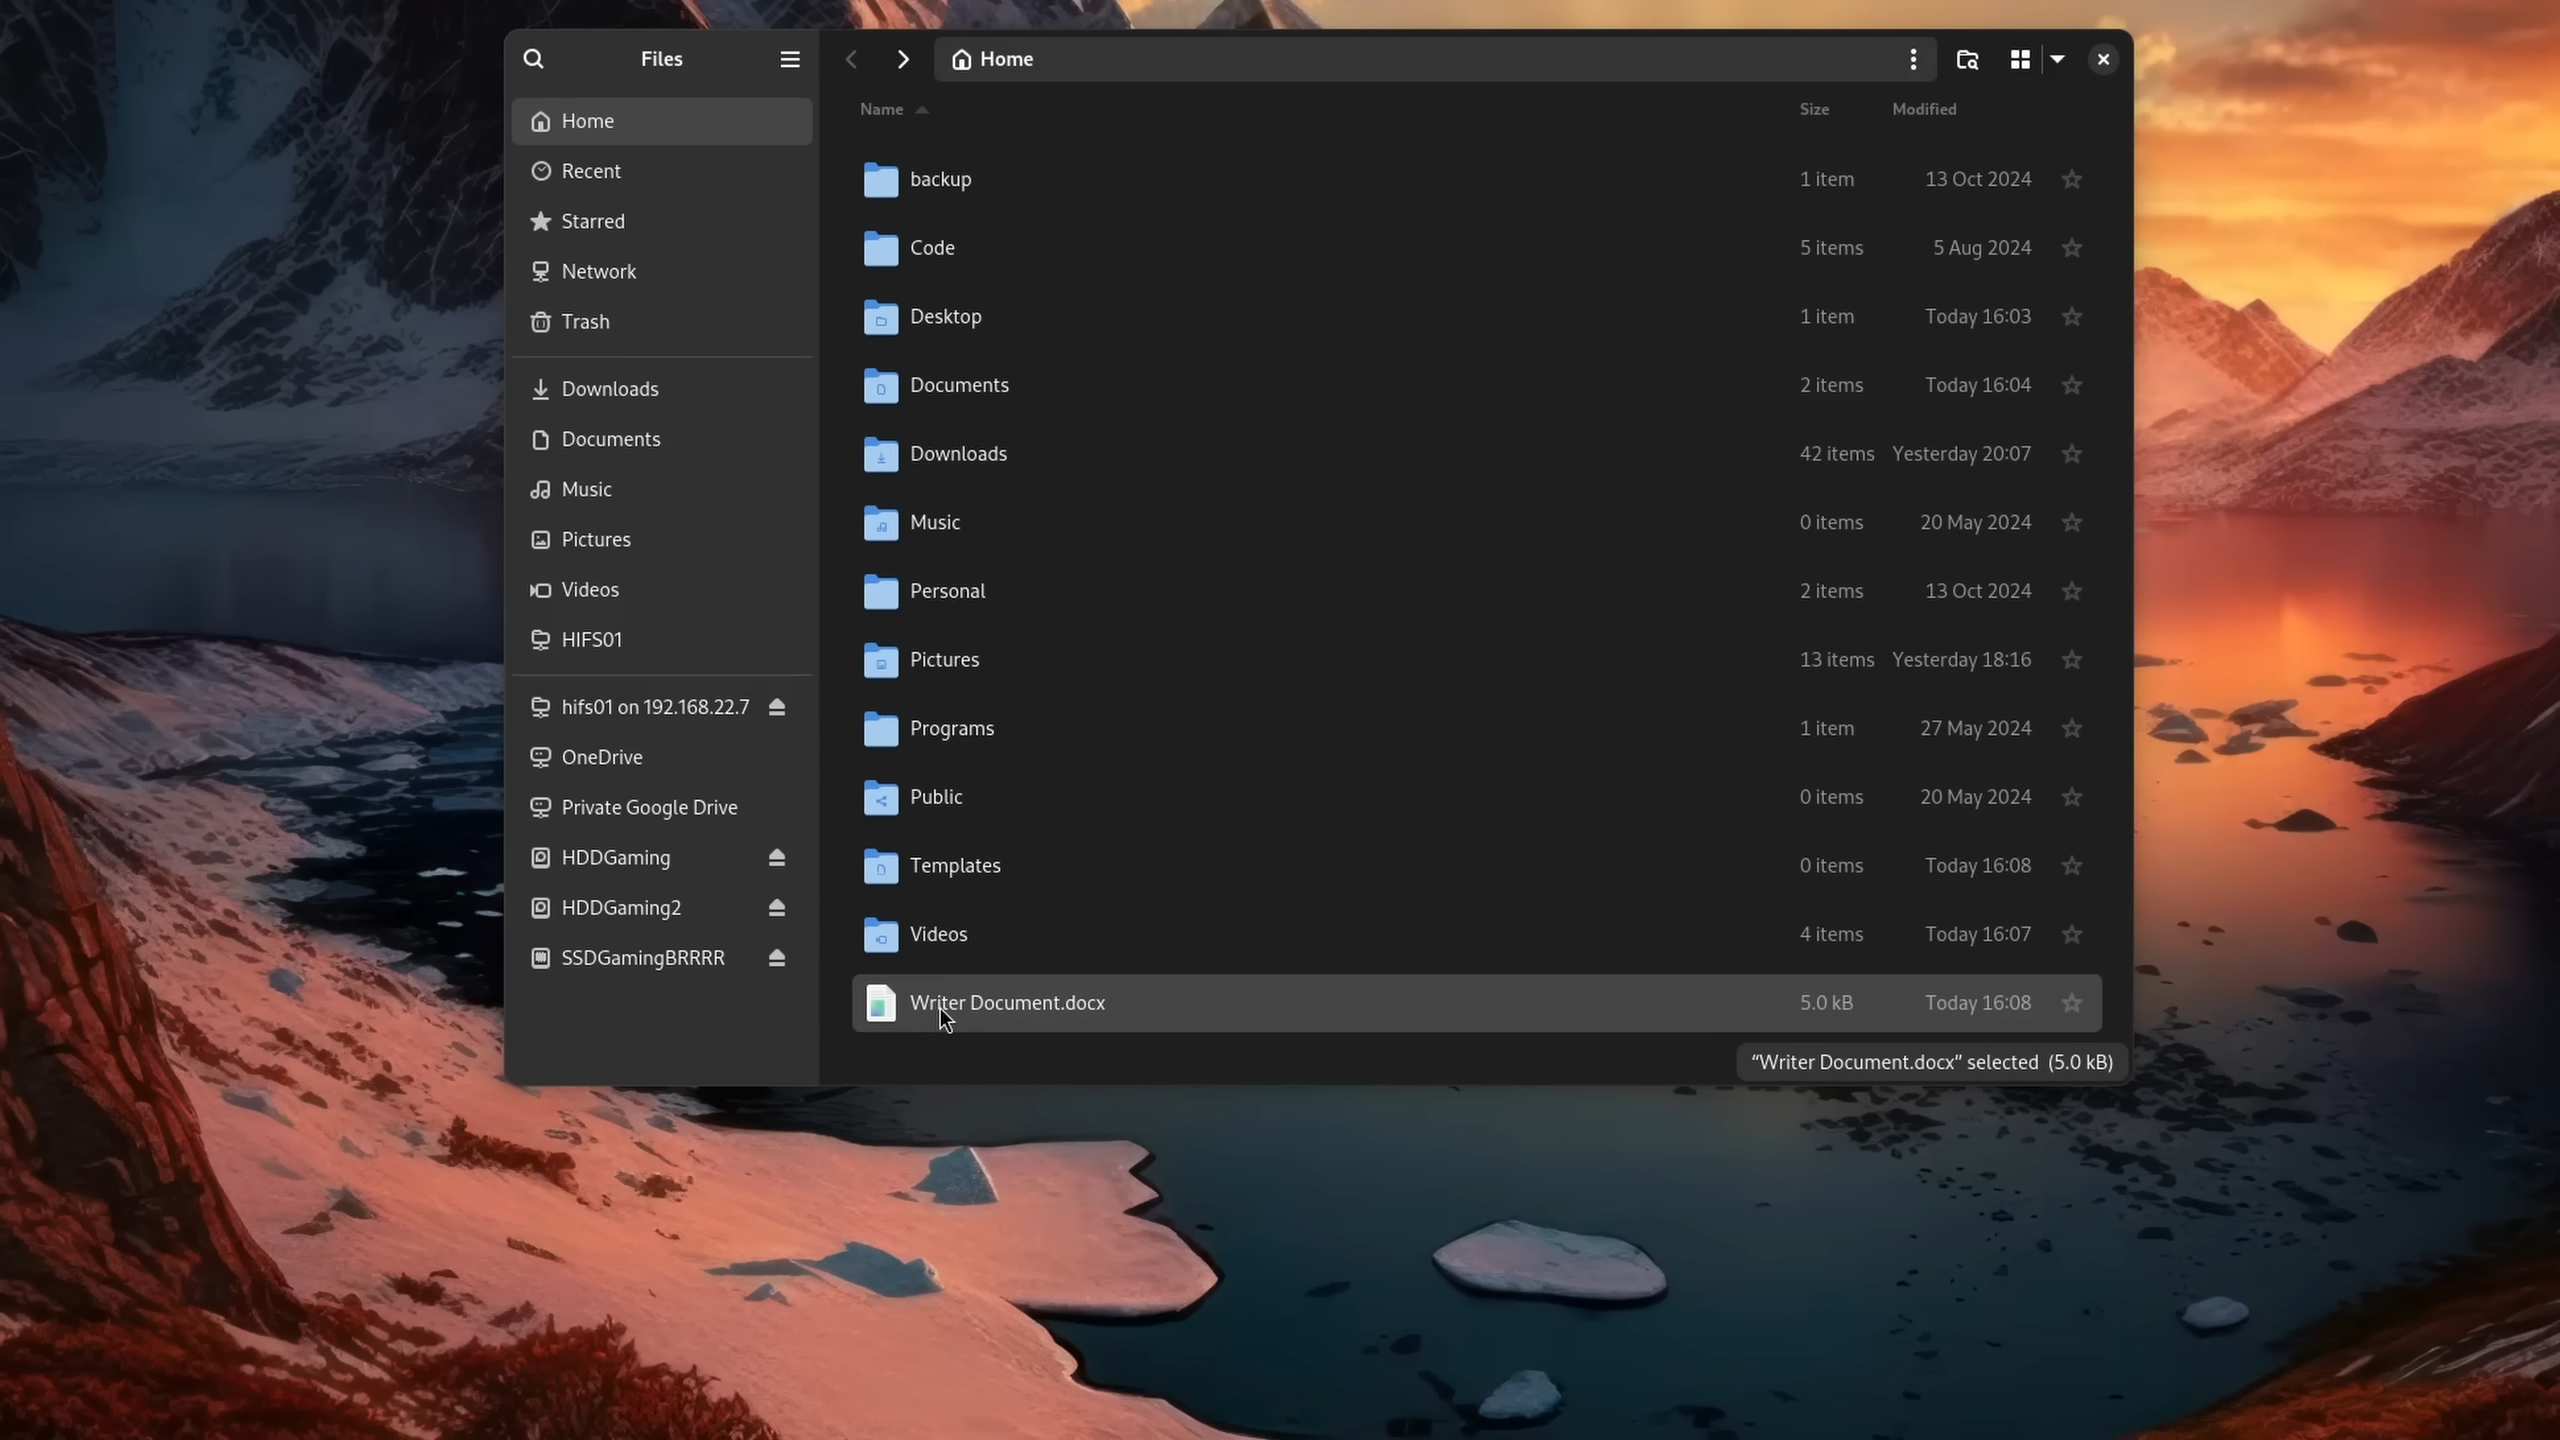 Files
Home
Recent
Starred
Network
Trash
Downloads
Documents
Music
Pictures
Videos
HIFS01
hifs01 on 192.168.22.7
OneDrive
Private Google Drive
HDDGaming
HDDGaming2
SSDGamingBRRRR
Home
Name Size Modified
backup 1 item 13 Oct 2024
Code 5 items 5 Aug 2024
Desktop 1 item Today 16:03
Documents 2 items Today 16:04
Downloads 42 items Yesterday 20:07
Music 0 items 20 May 2024
Personal 2 items 13 Oct 2024
Pictures 13 items Yesterday 18:16
Programs 1 item 27 May 2024
Public 0 items 20 May 2024
Templates 0 items Today 16:08
Videos 4 items Today 16:07
Writer Document.docx 5.0 kB Today 16:08
“Writer Document.docx” selected (5.0 kB)